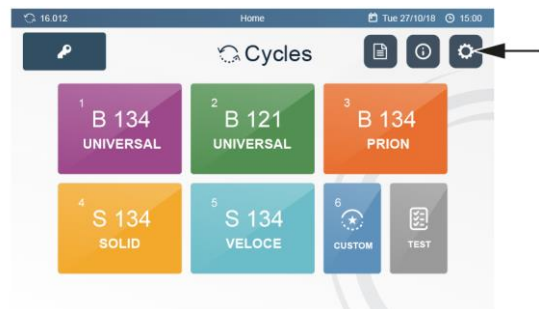 16.012 Home Tue 27/10/18 15:00
Cycles
1 2 3
B 134 B 121 B 134
UNIVERSAL UNIVERSAL PRION
4 5 6
S 134 S 134
SOLID VELOCE CUSTOM TEST